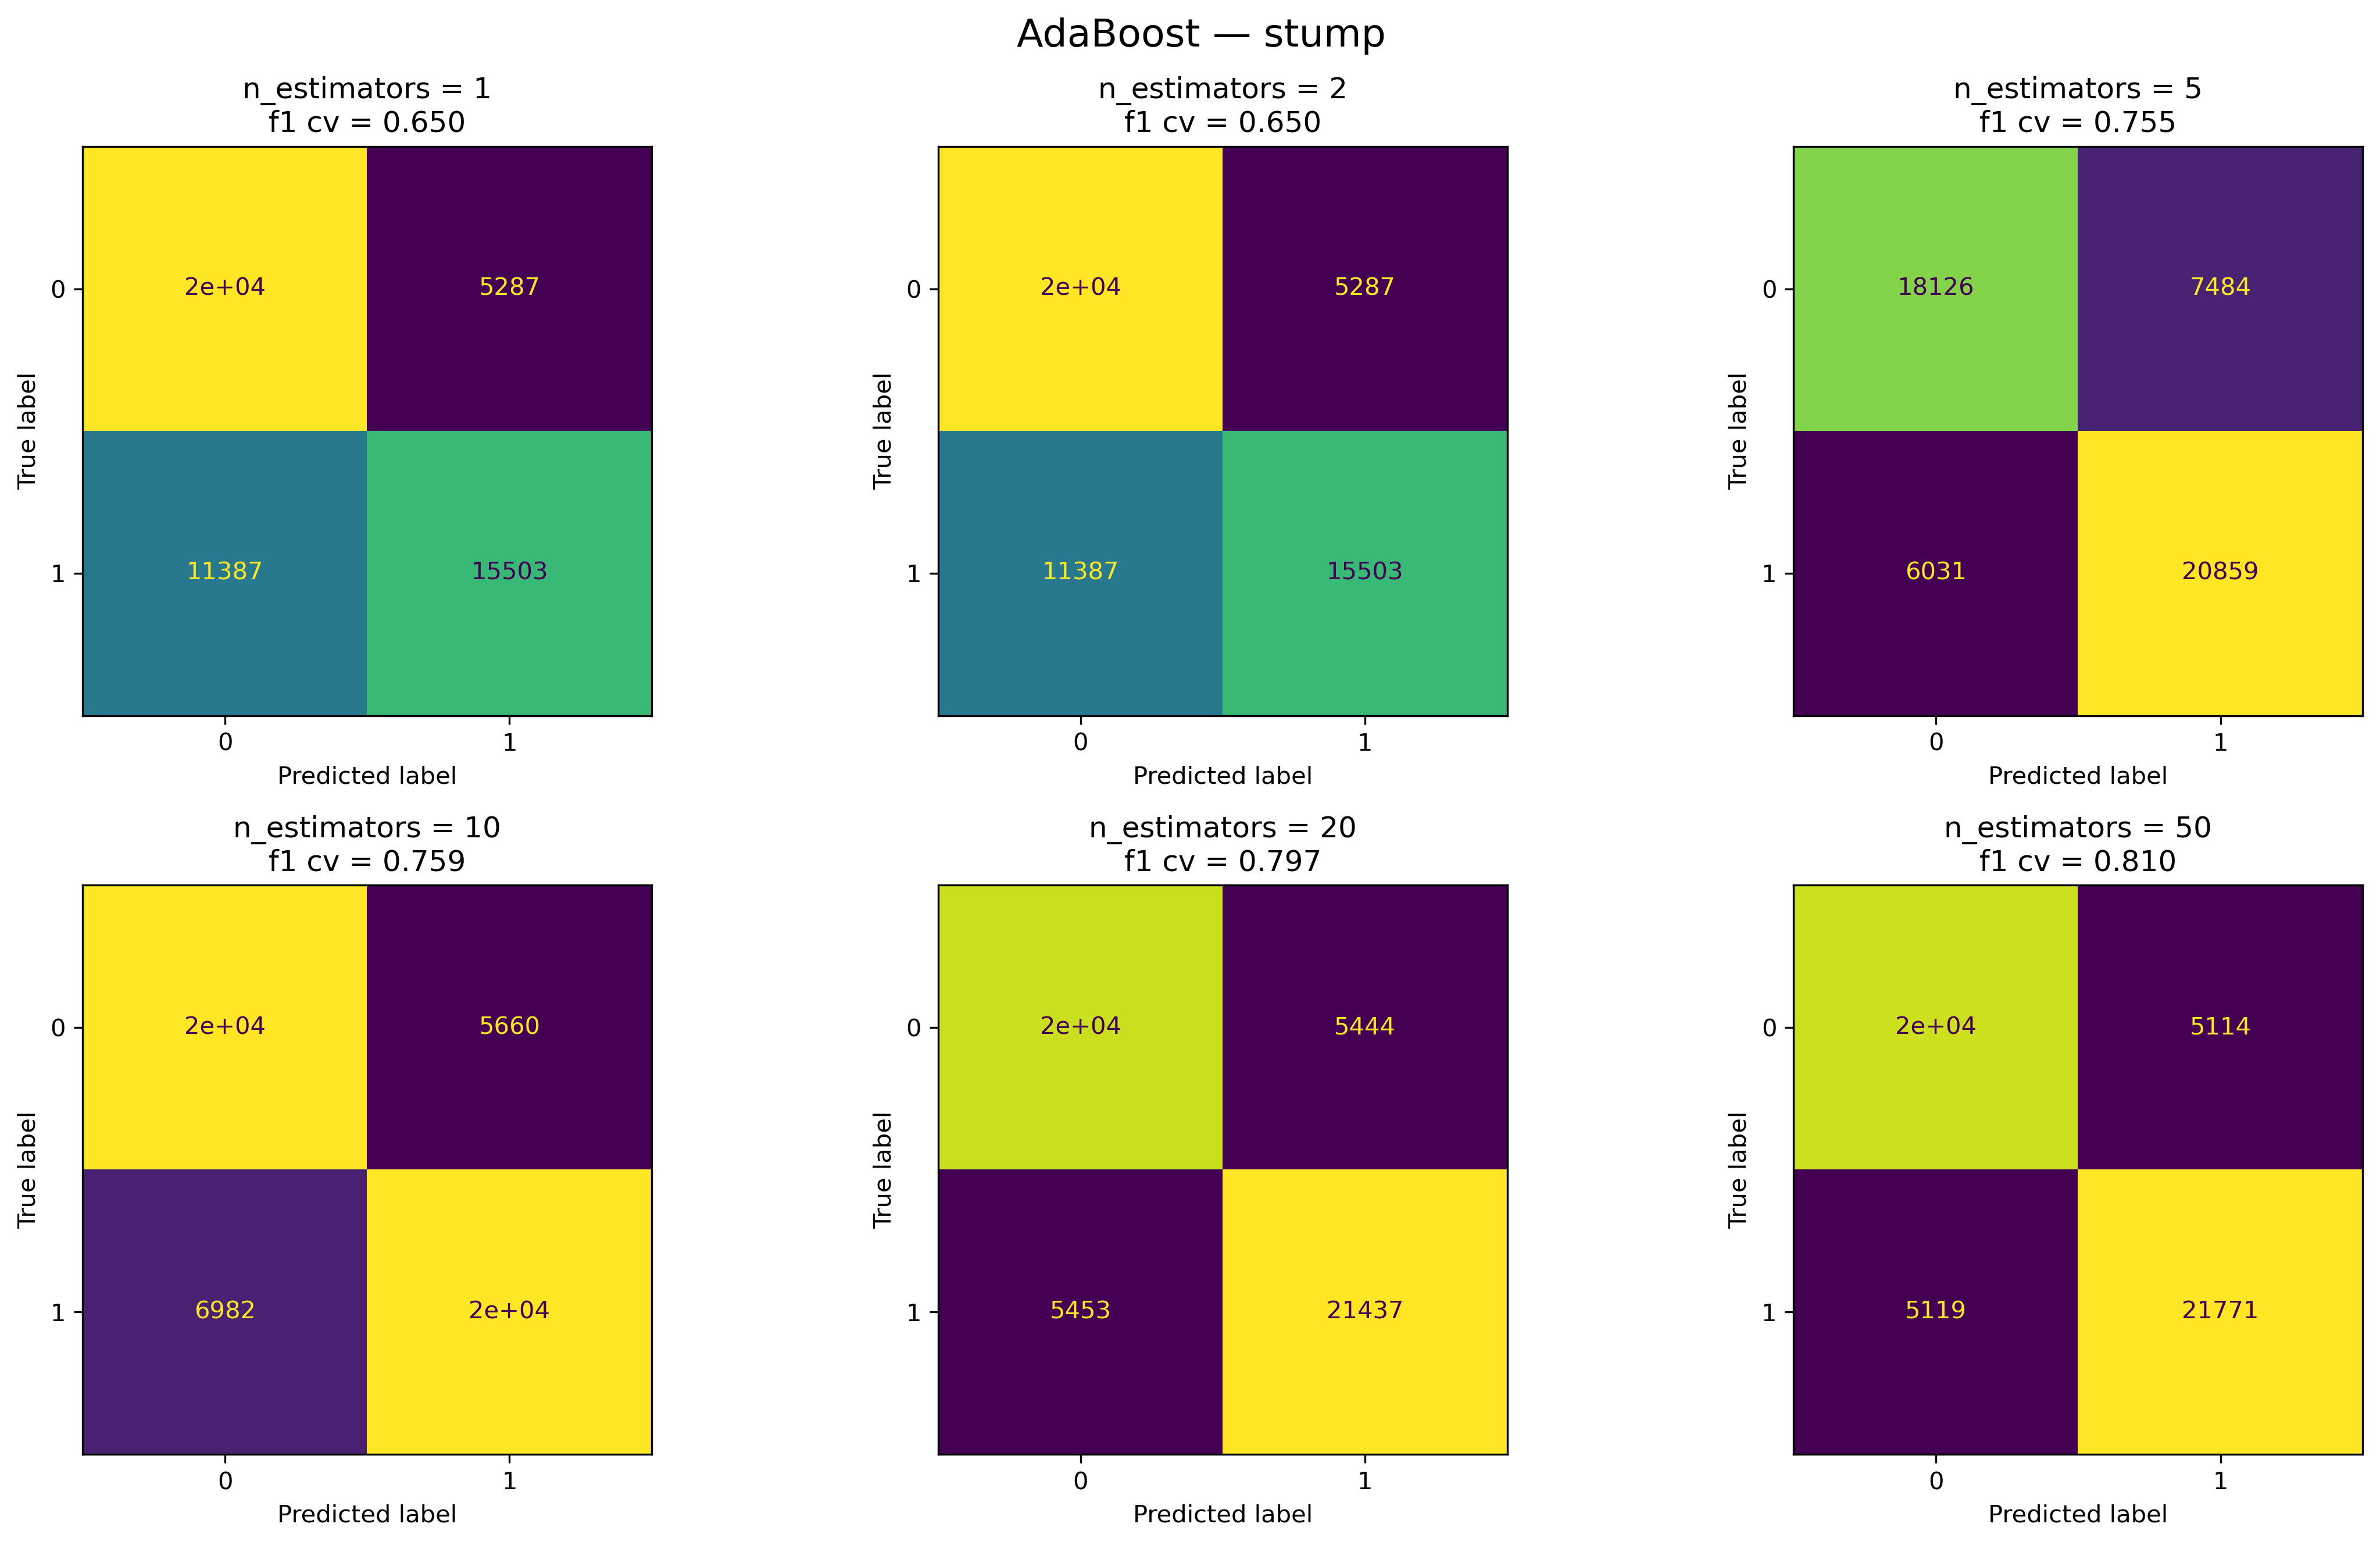 AdaBoost — stump
n_estimators = 1
f1 cv = 0.650
True label
0
2e+04 5287
1
11387 15503
0 1
Predicted label
n_estimators = 2
f1 cv = 0.650
True label
0
2e+04 5287
1
11387 15503
0 1
Predicted label
n_estimators = 5
f1 cv = 0.755
True label
0
18126 7484
1
6031 20859
0 1
Predicted label
n_estimators = 10
f1 cv = 0.759
True label
0
2e+04 5660
1
6982 2e+04
0 1
Predicted label
n_estimators = 20
f1 cv = 0.797
True label
0
2e+04 5444
1
5453 21437
0 1
Predicted label
n_estimators = 50
f1 cv = 0.810
True label
0
2e+04 5114
1
5119 21771
0 1
Predicted label